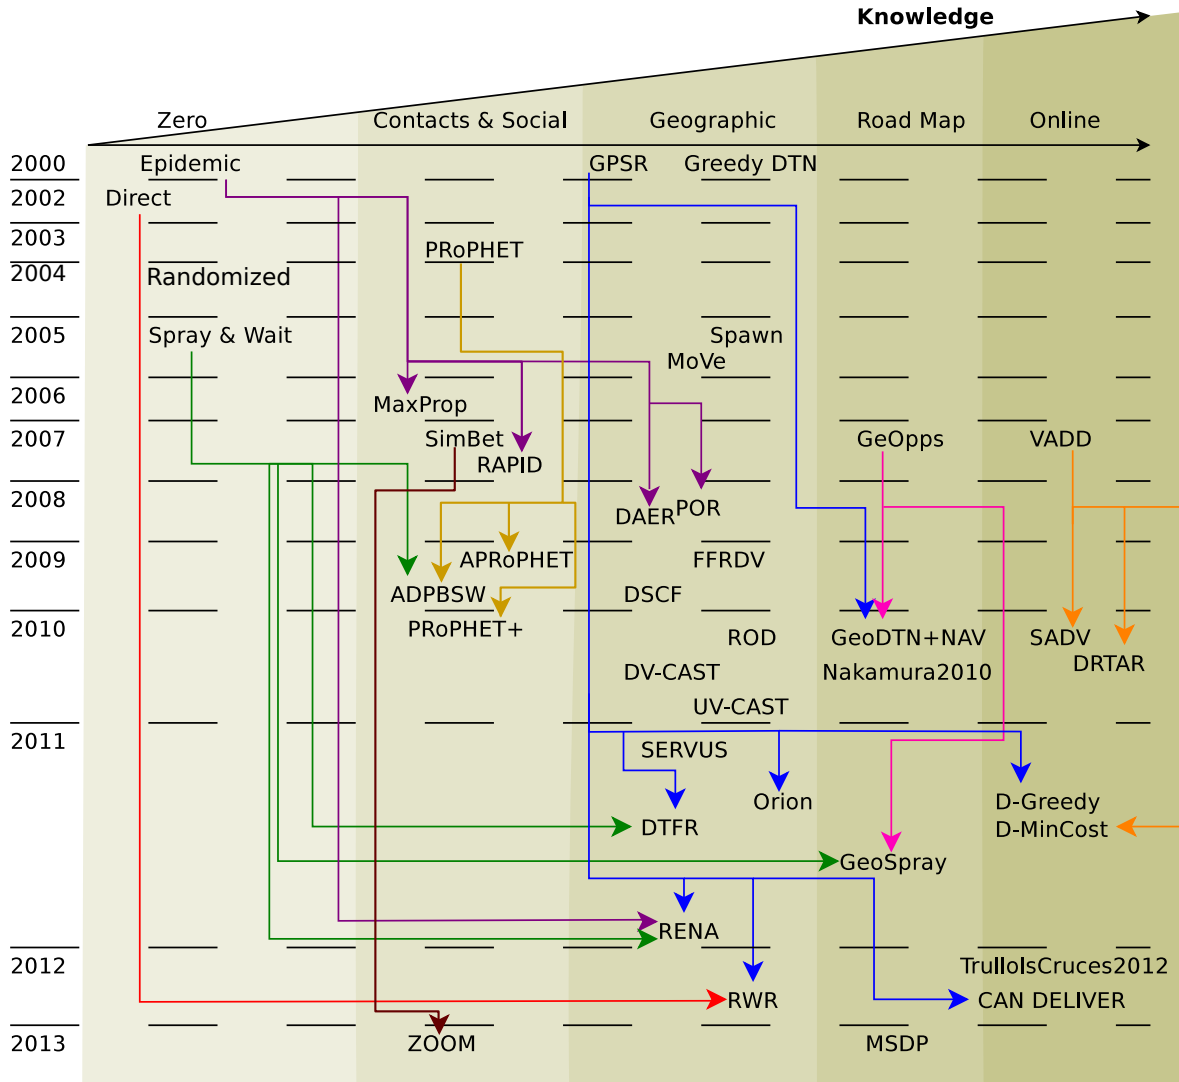 Knowledge
Zero Contacts & Social Geographic Road Map Online
2000 Epidemic GPSR Greedy DTN
2002 Direct
2003
PRoPHET
2004 Randomized
2005 Spray & Wait Spawn
MoVe
2006
MaxProp
2007 SimBet GeOpps VADD
RAPID
2008 POR
DAER
2009 APRoPHET FFRDV
ADPBSW DSCF
2010 PRoPHET+
ROD GeoDTN+NAV SADV
DRTAR
DV-CAST Nakamura2010
UV-CAST
2011
SERVUS
Orion D-Greedy
DTFR D-MinCost
GeoSpray
RENA
2012 TrullolsCruces2012
RWR CAN DELIVER
2013 ZOOM MSDP